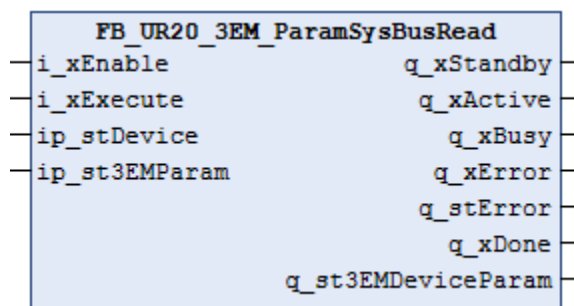 FB_UR20_3EM_ParamSysBusRead
i_xEnable q_xStandby
i_xExecute q_xActive
ip_stDevice q_xBusy
ip_st3EMParam q_xError
q_stError
q_xDone
q_st3EMDeviceParam